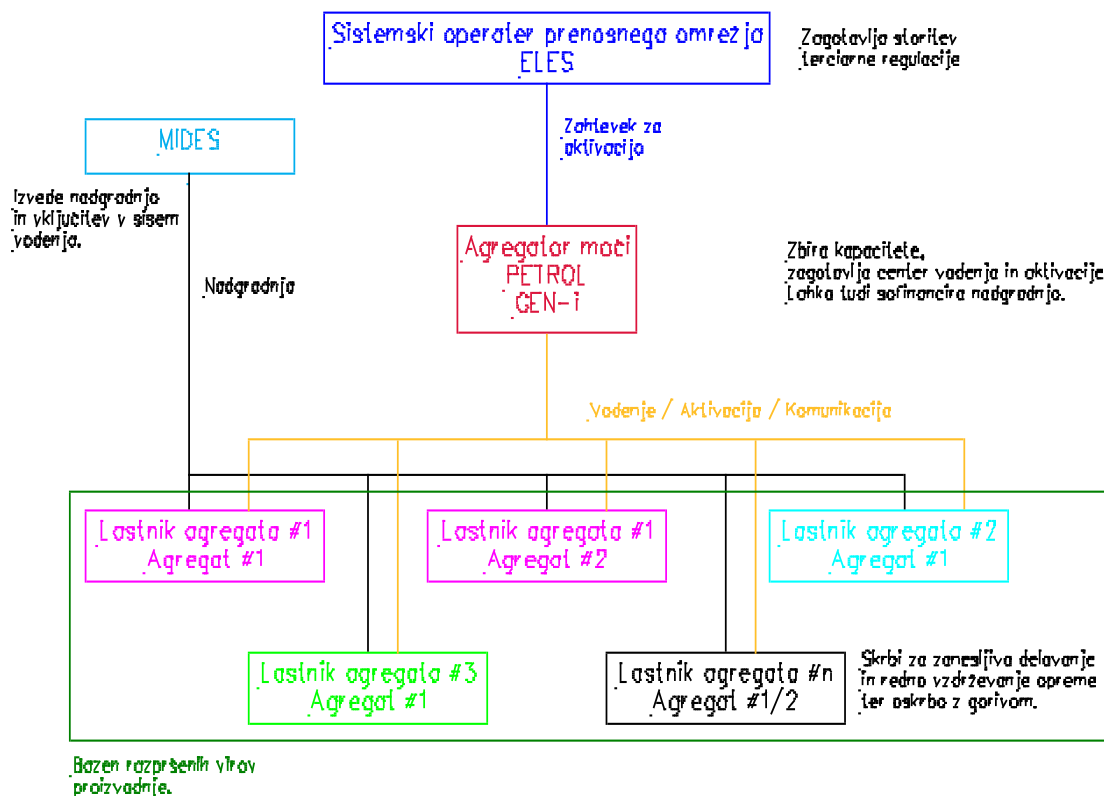 Sistemski operater prenosnega omrežja
ELES
Zagotavlja storitev
terciarne regulacije
MIDES
Zahtevek za
aktivacijo
Izvede nadgradnjo
in vključitev v sisem
vodenja.
Nadgradnja
Agregator moči
PETROL
GEN-i
Zbira kapacitete,
zagotavlja center vodenja in aktivacije
Lahko tudi sofinancira nadgradnjo.
Vodenje / Aktivacija / Komunikacija
Lastnik agregata #1
Agregat #1
Lastnik agregata #1
Agregat #2
Lastnik agregata #2
Agregat #1
Lastnik agregata #3
Agregat #1
Lastnik agregata #n
Agregat #1/2
Skrbi za zanesljivo delovanje
in redno vzdrževanje opreme
ter oskrbo z gorivom.
Bazen razpršenih virov
proizvodnje.